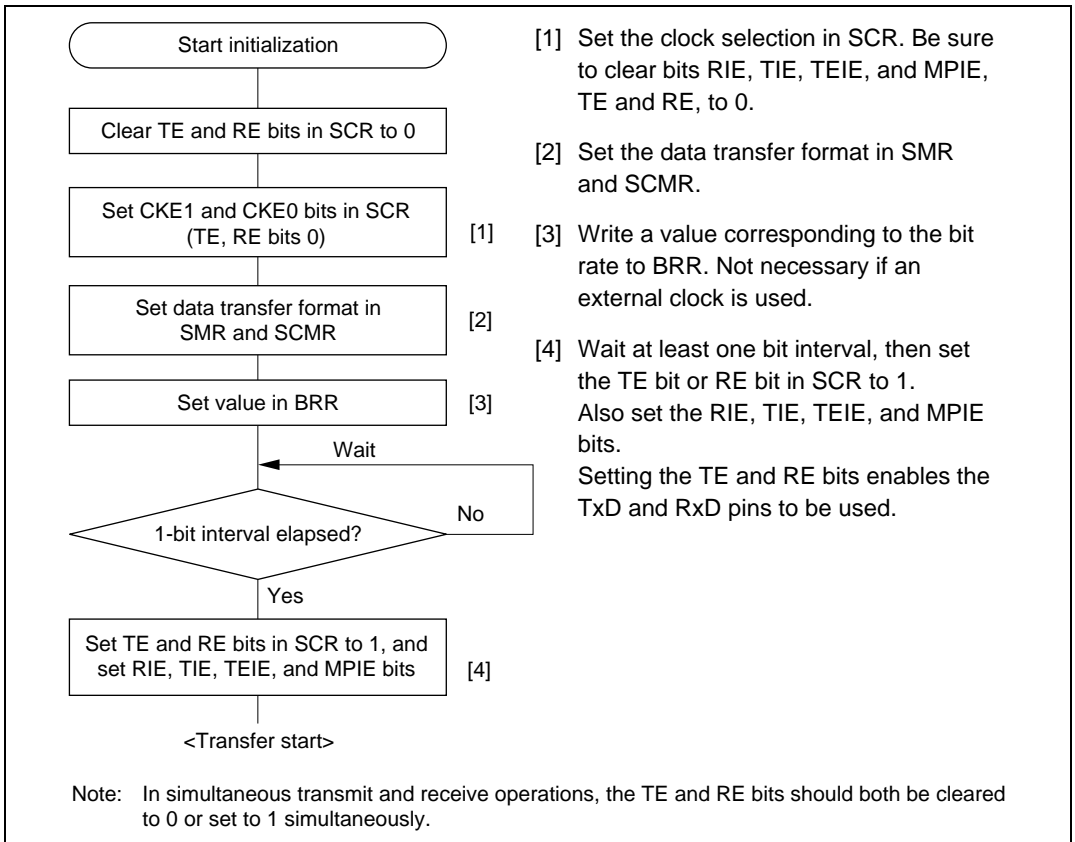 Start initialization
Clear TE and RE bits in SCR to 0
Set CKE1 and CKE0 bits in SCR
(TE, RE bits 0)
[1]
Set data transfer format in
SMR and SCMR
[2]
Set value in BRR
[3]
Wait
1-bit interval elapsed?
No
Yes
Set TE and RE bits in SCR to 1, and
set RIE, TIE, TEIE, and MPIE bits
[4]
<Transfer start>
[1] Set the clock selection in SCR. Be sure
to clear bits RIE, TIE, TEIE, and MPIE,
TE and RE, to 0.
[2] Set the data transfer format in SMR
and SCMR.
[3] Write a value corresponding to the bit
rate to BRR. Not necessary if an
external clock is used.
[4] Wait at least one bit interval, then set
the TE bit or RE bit in SCR to 1.
Also set the RIE, TIE, TEIE, and MPIE
bits.
Setting the TE and RE bits enables the
TxD and RxD pins to be used.
Note: In simultaneous transmit and receive operations, the TE and RE bits should both be cleared
to 0 or set to 1 simultaneously.